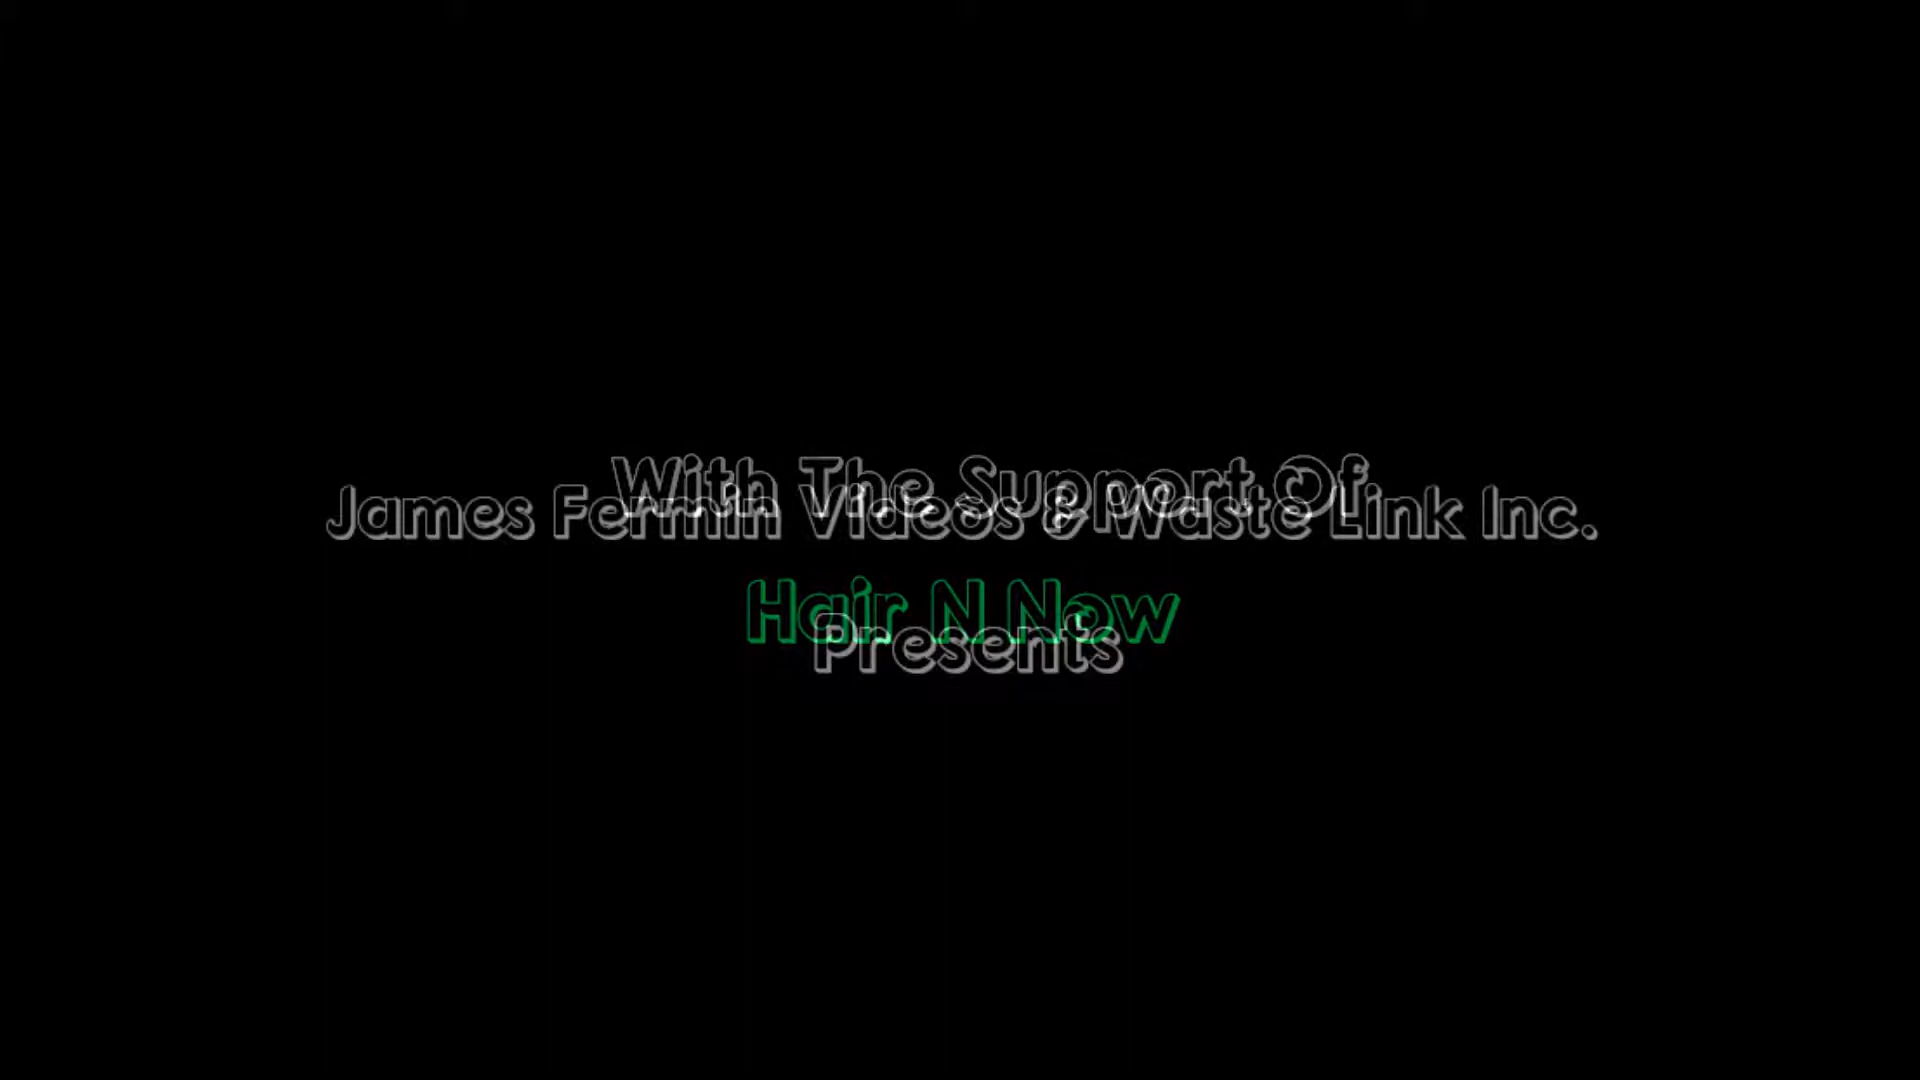 With The Support Of
James Fermin Videos & Waste Link Inc.
Hair N Now
Presents